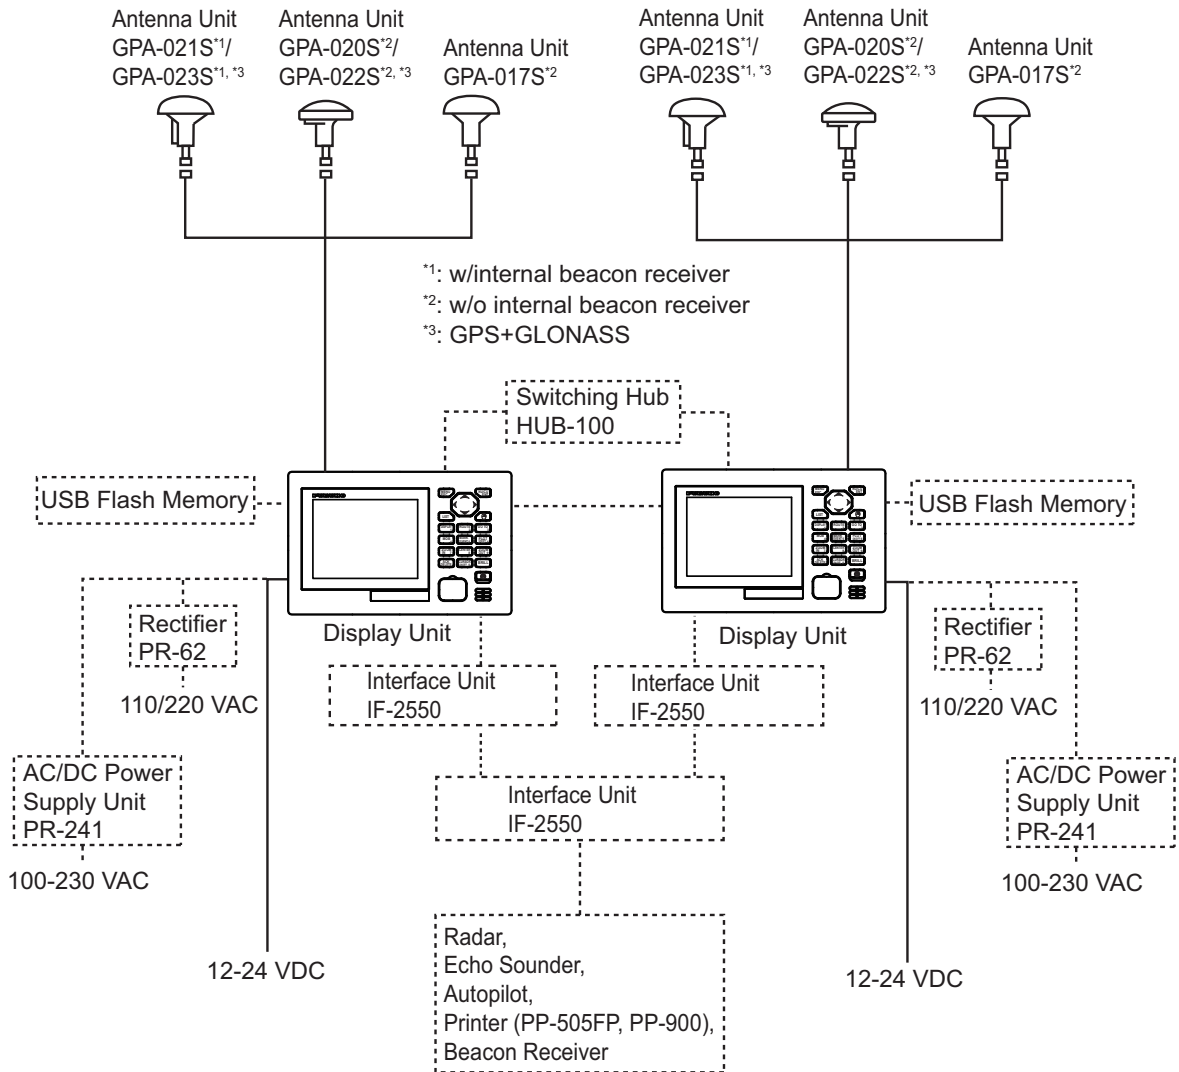 Antenna Unit
GPA-021S*1/
GPA-023S*1, *3
Antenna Unit
GPA-020S*2/
GPA-022S*2, *3
Antenna Unit
GPA-017S*2
Antenna Unit
GPA-021S*1/
GPA-023S*1, *3
Antenna Unit
GPA-020S*2/
GPA-022S*2, *3
Antenna Unit
GPA-017S*2
*1: w/internal beacon receiver
*2: w/o internal beacon receiver
*3: GPS+GLONASS
Switching Hub
HUB-100
USB Flash Memory
USB Flash Memory
Display Unit
Display Unit
Rectifier
PR-62
110/220 VAC
Interface Unit
IF-2550
Interface Unit
IF-2550
Rectifier
PR-62
110/220 VAC
AC/DC Power
Supply Unit
PR-241
100-230 VAC
Interface Unit
IF-2550
AC/DC Power
Supply Unit
PR-241
100-230 VAC
12-24 VDC
Radar,
Echo Sounder,
Autopilot,
Printer (PP-505FP, PP-900),
Beacon Receiver
12-24 VDC